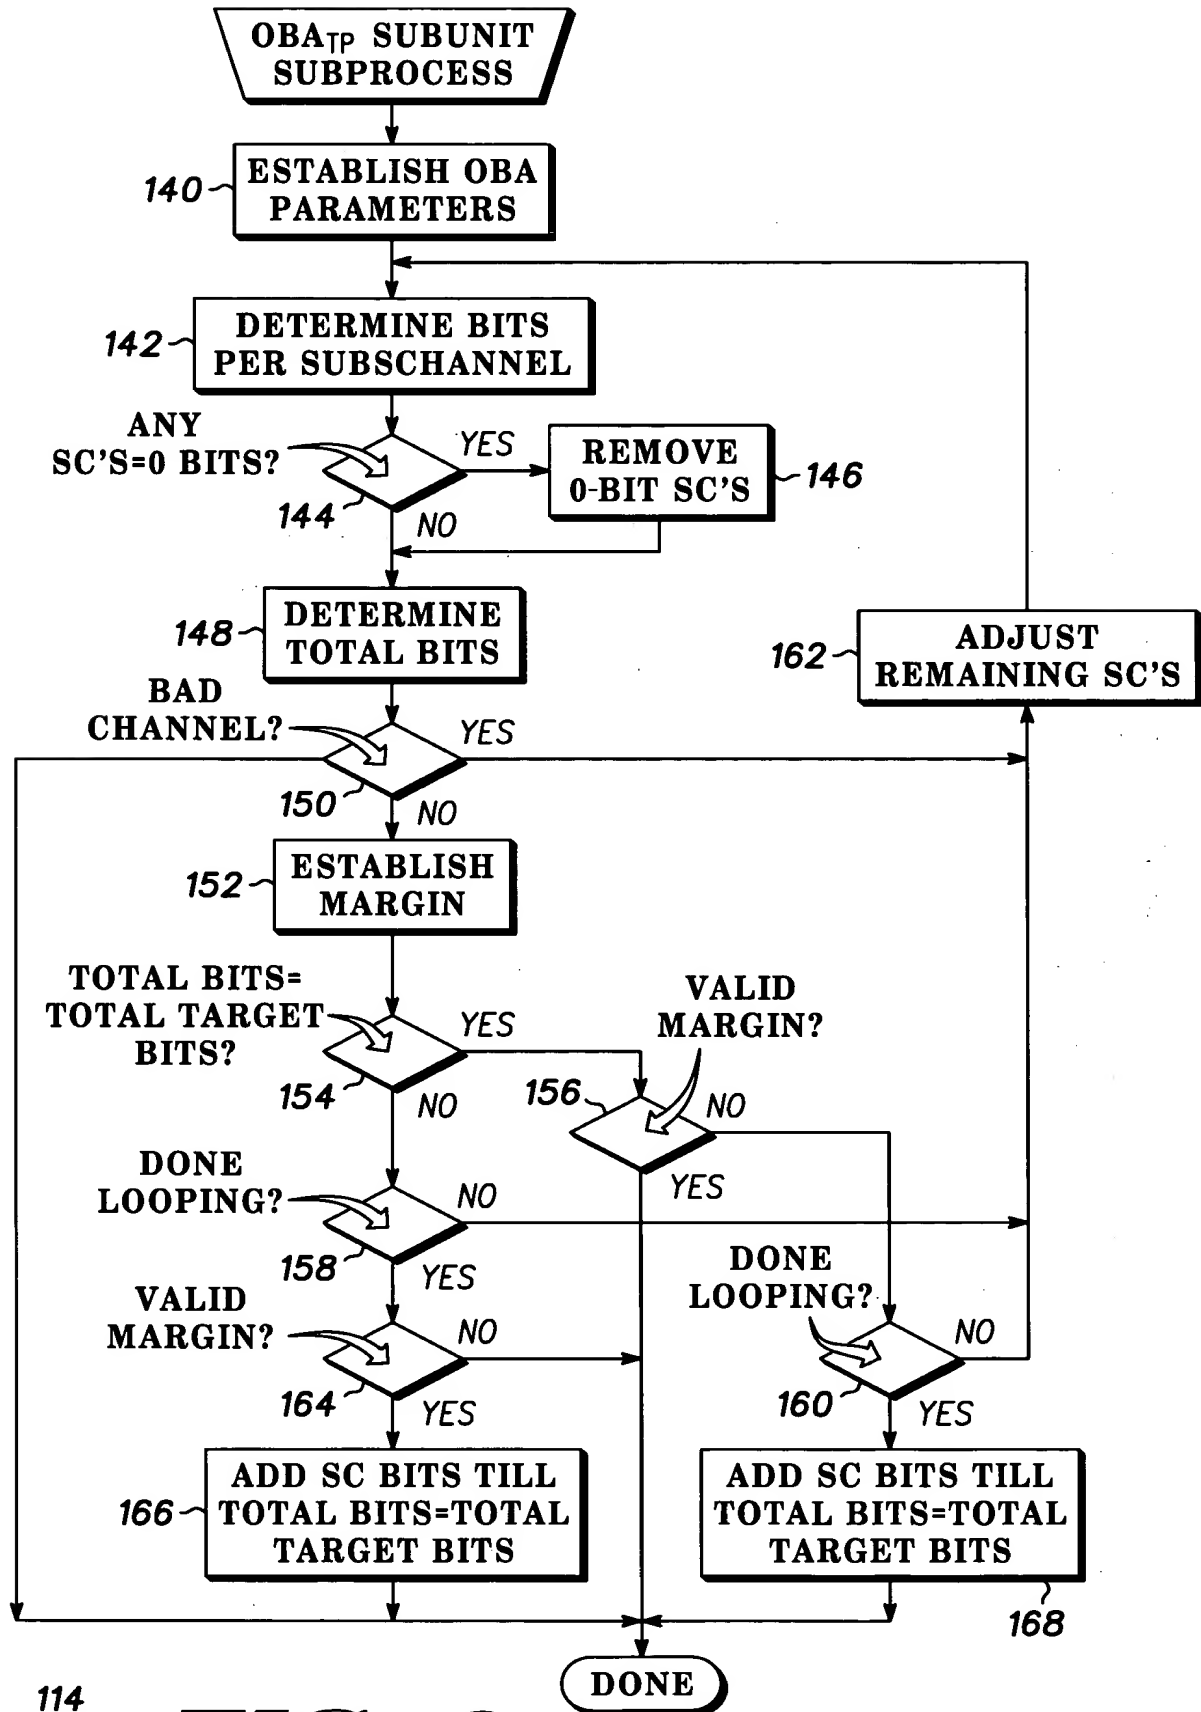 OBATP SUBUNIT
SUBPROCESS
140
ESTABLISH OBA
PARAMETERS
142
DETERMINE BITS
PER SUBSCHANNEL
ANY
SC'S=0 BITS?
YES
144
NO
REMOVE
0-BIT SC'S
146
148
DETERMINE
TOTAL BITS
162
ADJUST
REMAINING SC'S
BAD
CHANNEL?
YES
150
NO
152
ESTABLISH
MARGIN
TOTAL BITS=
TOTAL TARGET
BITS?
YES
154
NO
VALID
MARGIN?
156
NO
YES
DONE
LOOPING?
NO
158
YES
DONE
LOOPING?
NO
160
YES
VALID
MARGIN?
NO
164
YES
166
ADD SC BITS TILL
TOTAL BITS=TOTAL
TARGET BITS
ADD SC BITS TILL
TOTAL BITS=TOTAL
TARGET BITS
168
DONE
114